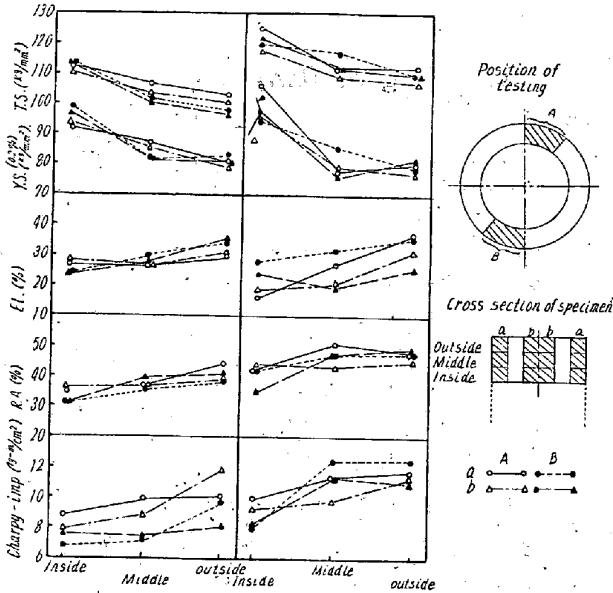 T.S. (kg/mm²)
130
120
110
100
90
Y.S. (0.2%) (kg/mm²)
100
90
80
70
El. (%)
40
30
20
10
R.A (%)
50
40
30
20
Charpy-imp (kg-m/cm²)
12
10
8
6
Inside
Middle
outside
Inside
Middle
outside
Position of
testing
A
B
Cross section of specimen
a b b a
Outside
Middle
Inside
A B
a
b